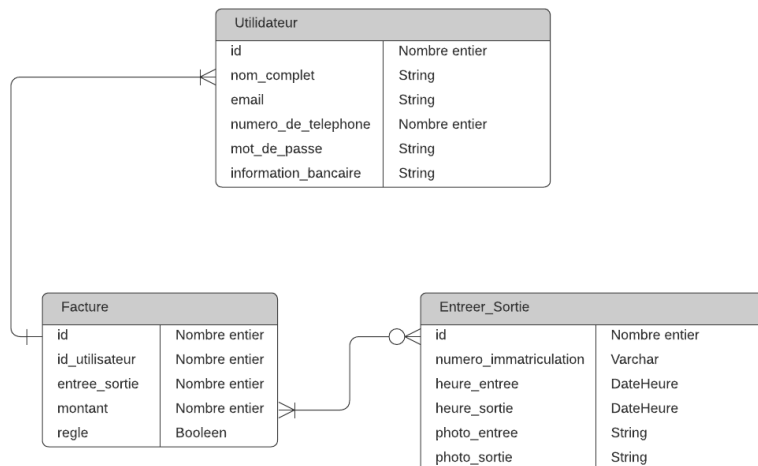 Utilidateur
id Nombre entier
nom_complet String
email String
numero_de_telephone Nombre entier
mot_de_passe String
information_bancaire String
Facture
id Nombre entier
id_utilisateur Nombre entier
entree_sortie Nombre entier
montant Nombre entier
regle Booleen
Entreer_Sortie
id Nombre entier
numero_immatriculation Varchar
heure_entree DateHeure
heure_sortie DateHeure
photo_entree String
photo_sortie String